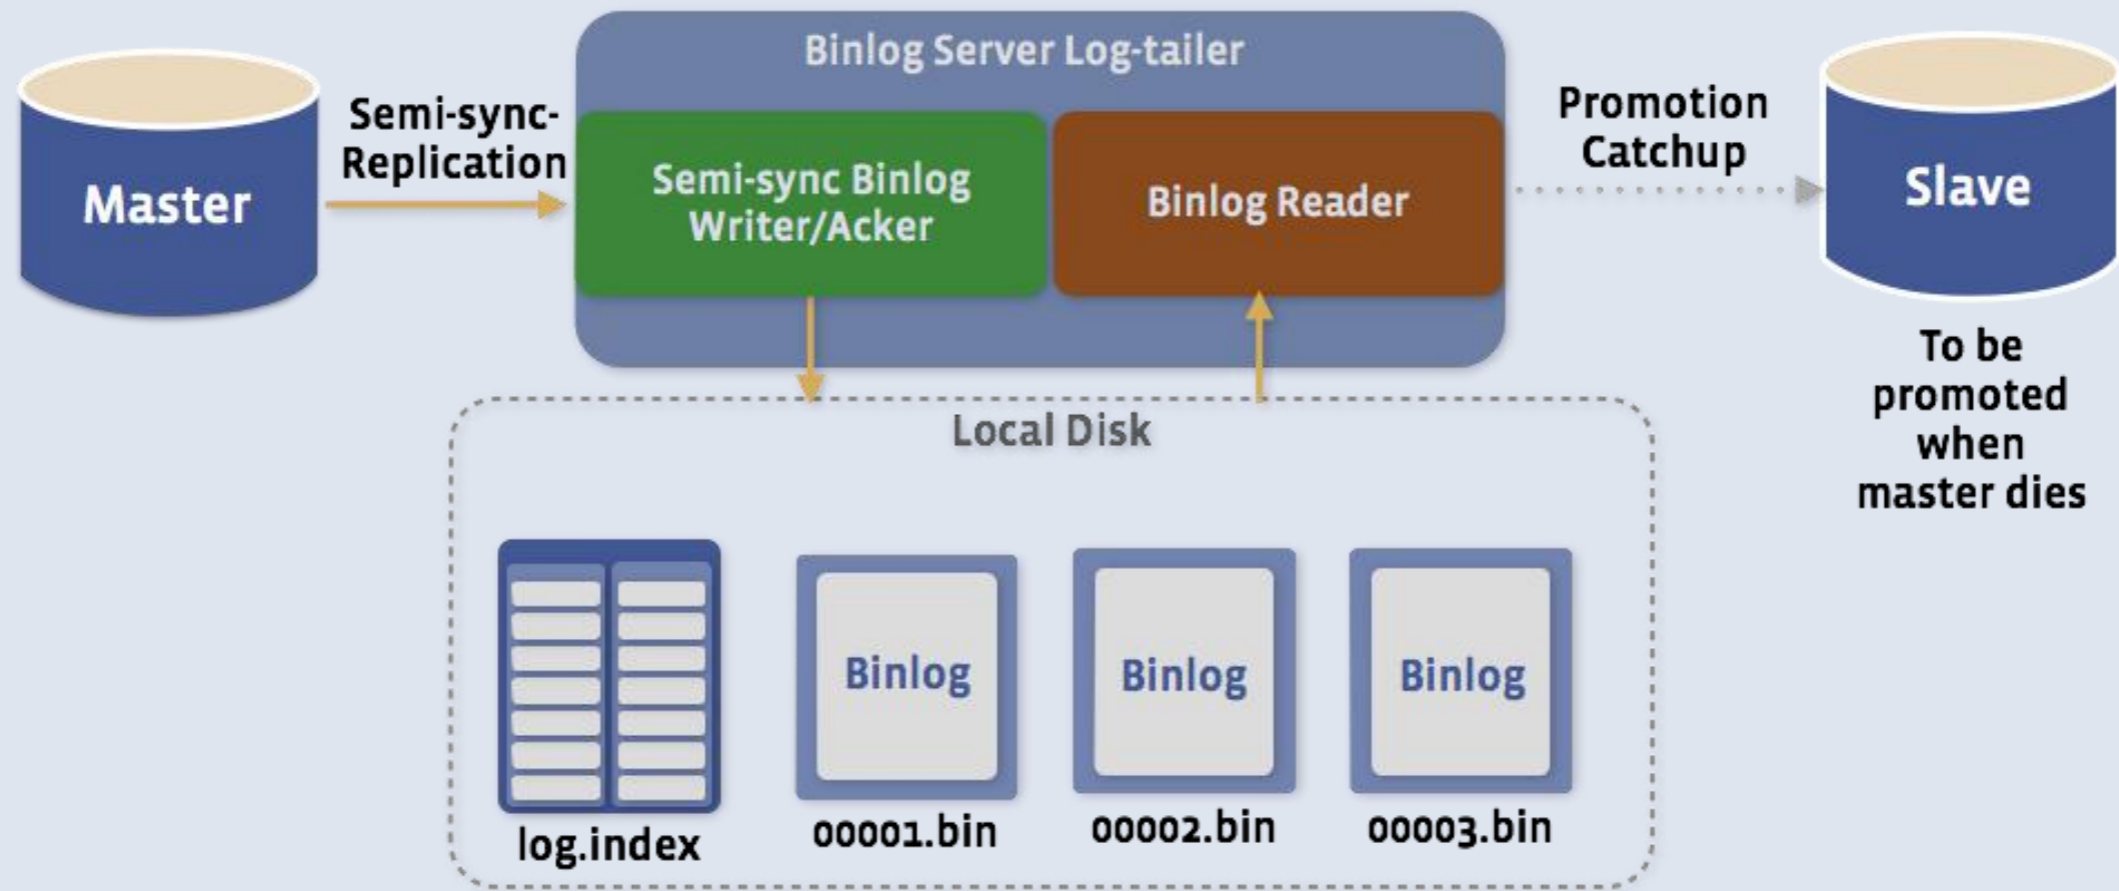 Binlog Server Log-tailer
Master
Semi-sync-
Replication
Semi-sync Binlog
Writer/Acker
Binlog Reader
Promotion
Catchup
Slave
To be
promoted
when
master dies
Local Disk
Binlog
Binlog
Binlog
log.index
00001.bin
00002.bin
00003.bin